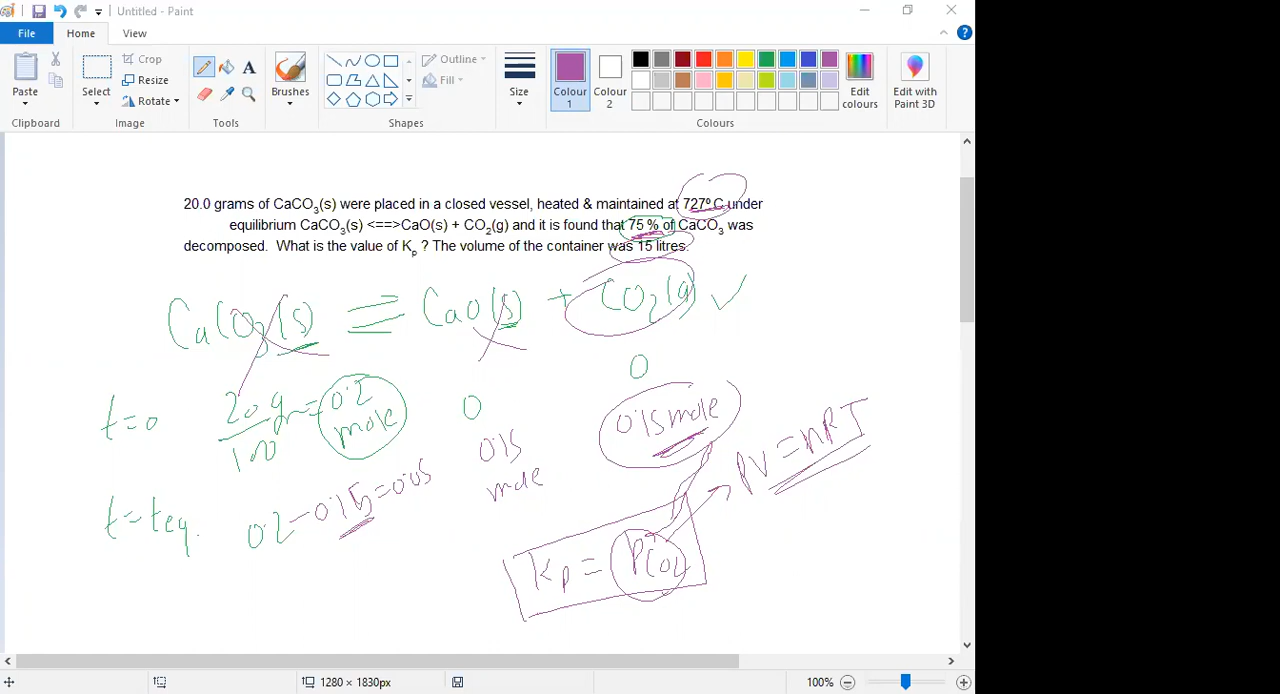 Untitled - Paint
File Home View
Paste
Select
Crop
Resize
Rotate
A
Brushes
Outline
Fill
Size
Colour 1
Colour 2
Edit colours
Edit with Paint 3D
Clipboard Image Tools Shapes Colours
20.0 grams of CaCO3(s) were placed in a closed vessel, heated & maintained at 727º C under
equilibrium CaCO3(s) <==>CaO(s) + CO2(g) and it is found that 75 % of CaCO3 was
decomposed. What is the value of Kp ? The volume of the container was 15 litres.
CaCO3(s) ⇌ CaO(s) + CO2(g)
t=0 20 g/100 = 0.2 mole 0 0
t=teq. 0.2-0.15=0.05 0.15 mole 0.15 mole
PV=nRT
Kp = PCO2
1280 × 1830px 100%